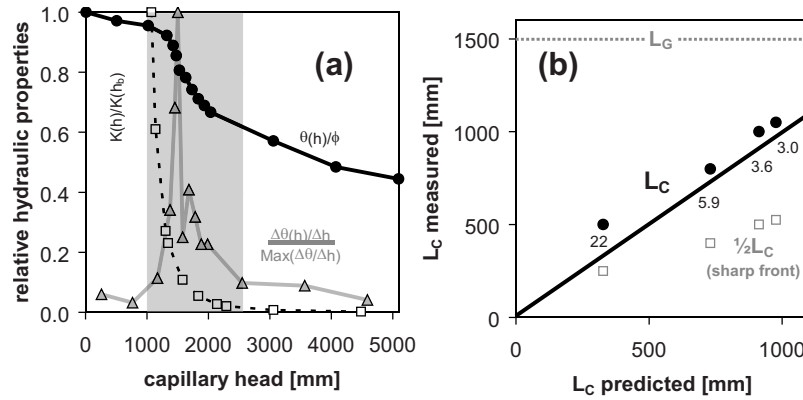 (a)
relative hydraulic properties
1.0
0.8
0.6
0.4
0.2
0.0
K(h)/K(h_b)
θ(h)/ϕ
Δθ(h)/Δh
Max(Δθ/Δh)
0 1000 2000 3000 4000 5000
capillary head [mm]
(b)
L_C measured [mm]
1500
1000
500
0
L_G
L_C
3.0
3.6
5.9
22
½L_C
(sharp front)
0 500 1000
L_C predicted [mm]